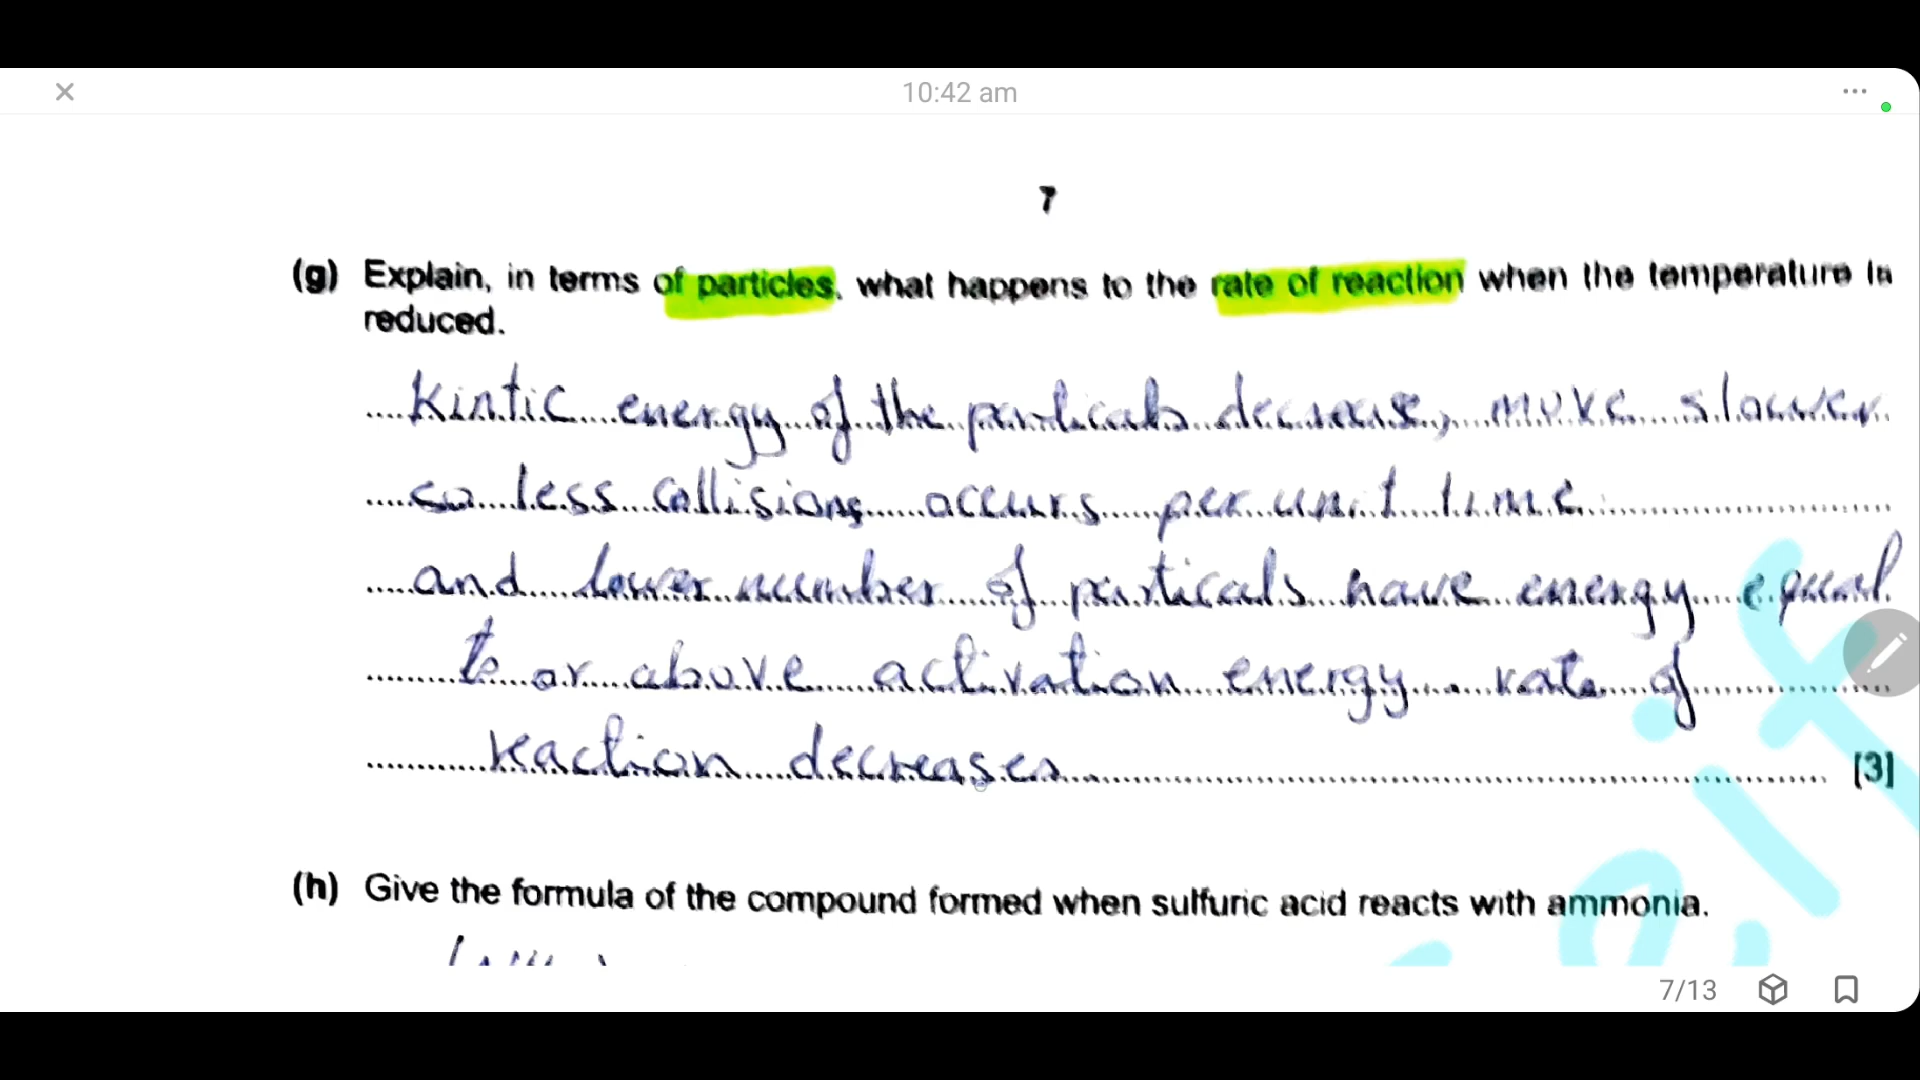 10:42 am
7
(g) Explain, in terms of particles, what happens to the rate of reaction when the temperature is
reduced.
Kintic energy of the particals decrease, move slower
so less collisions occurs per unit time
and lower number of particals have energy equal
to or above activation energy. rate of
reaction decreases
[3]
(h) Give the formula of the compound formed when sulfuric acid reacts with ammonia.
7/13